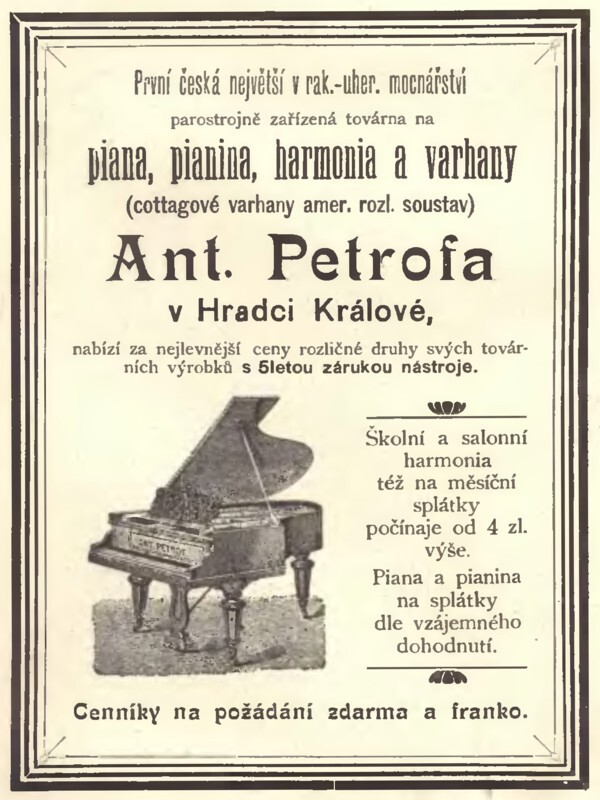 První česká největší v rak.-uher. mocnářství
parostrojně zařízená továrna na
piana, pianina, harmonia a varhany
(cottagové varhany amer. rozl. soustav)
Ant. Petrofa
v Hradci Králové,
nabízí za nejlevnější ceny rozličné druhy svých továr-
ních výrobků s 5letou zárukou nástroje.
ANT. PETROF
Školní a salonní
harmonia
též na měsíční
splátky
počínaje od 4 zl.
výše.
Piana a pianina
na splátky
dle vzájemného
dohodnutí.
Cenníky na požádání zdarma a franko.